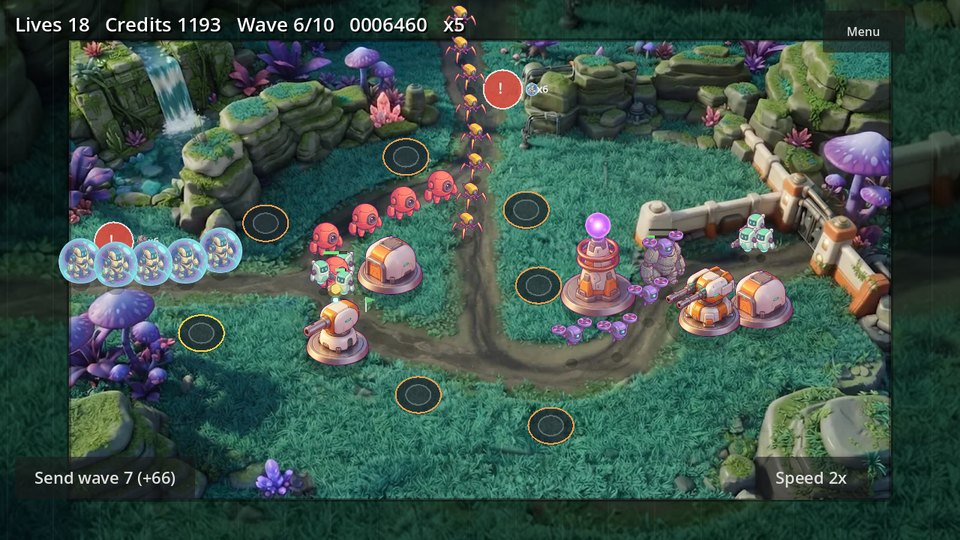 Lives 18 Credits 1193 Wave 6/10 0006460 x5
Menu
!
x6
!
Send wave 7 (+66)
Speed 2x